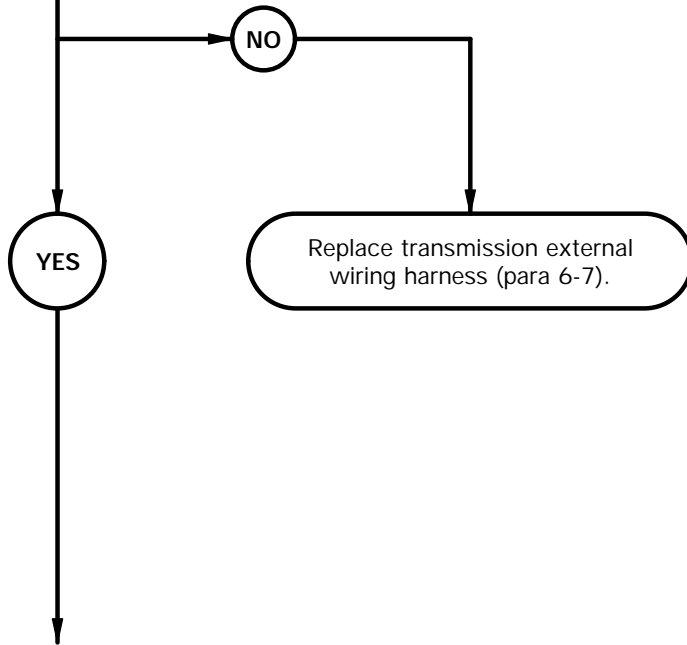 NO
YES
Replace transmission external
wiring harness (para 6-7).